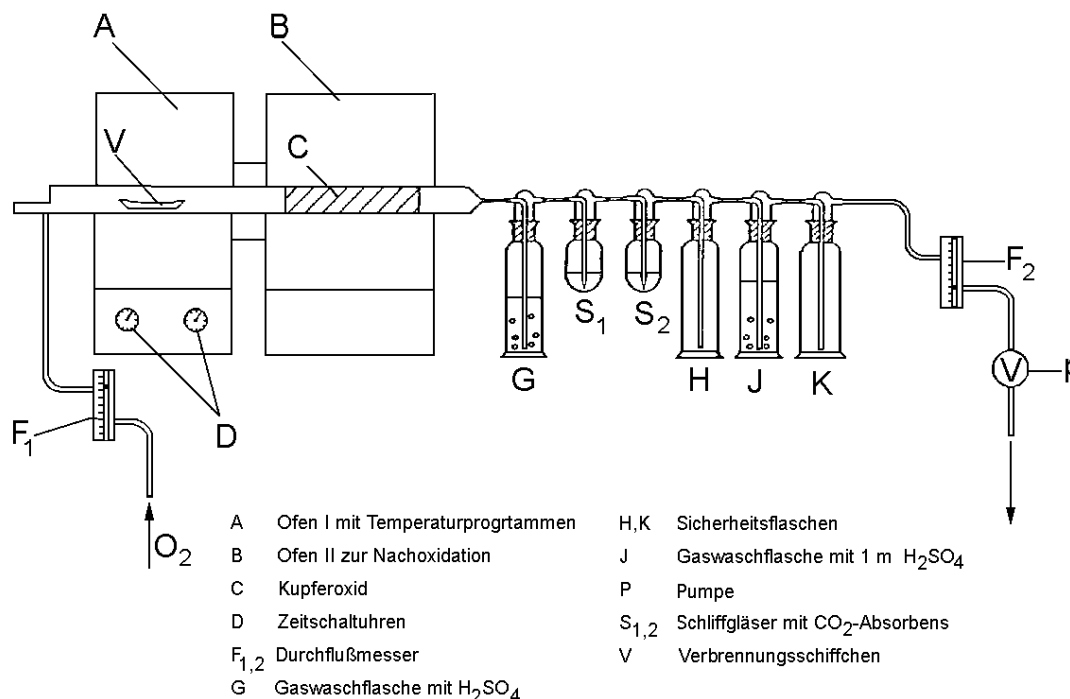 A
B
V
C
F2
S1
S2
V
P
G
H
J
K
F1
D
O2
A Ofen I mit Temperaturprogrtammen
B Ofen II zur Nachoxidation
C Kupferoxid
D Zeitschaltuhren
F1,2 Durchflußmesser
G Gaswaschflasche mit H2SO4
H,K Sicherheitsflaschen
J Gaswaschflasche mit 1 m H2SO4
P Pumpe
S1,2 Schliffgläser mit CO2-Absorbens
V Verbrennungsschiffchen